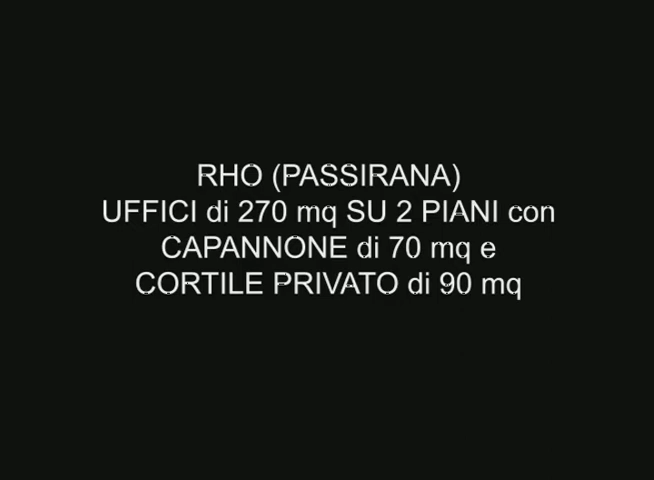 RHO (PASSIRANA)
UFFICI di 270 mq SU 2 PIANI con
CAPANNONE di 70 mq e
CORTILE PRIVATO di 90 mq